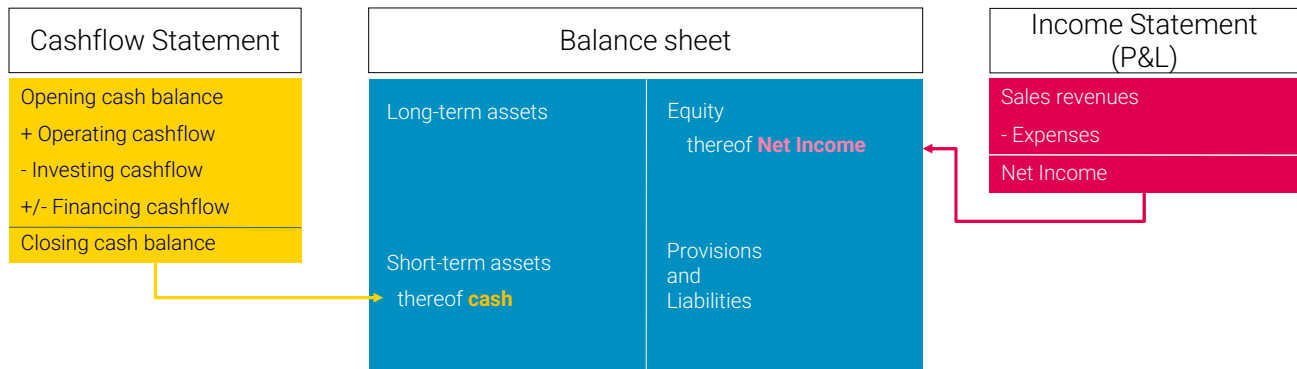 Cashflow Statement
Opening cash balance
+ Operating cashflow
- Investing cashflow
+/- Financing cashflow
Closing cash balance
Balance sheet
Long-term assets
Short-term assets
thereof cash
Equity
thereof Net Income
Provisions
and
Liabilities
Income Statement
(P&L)
Sales revenues
- Expenses
Net Income